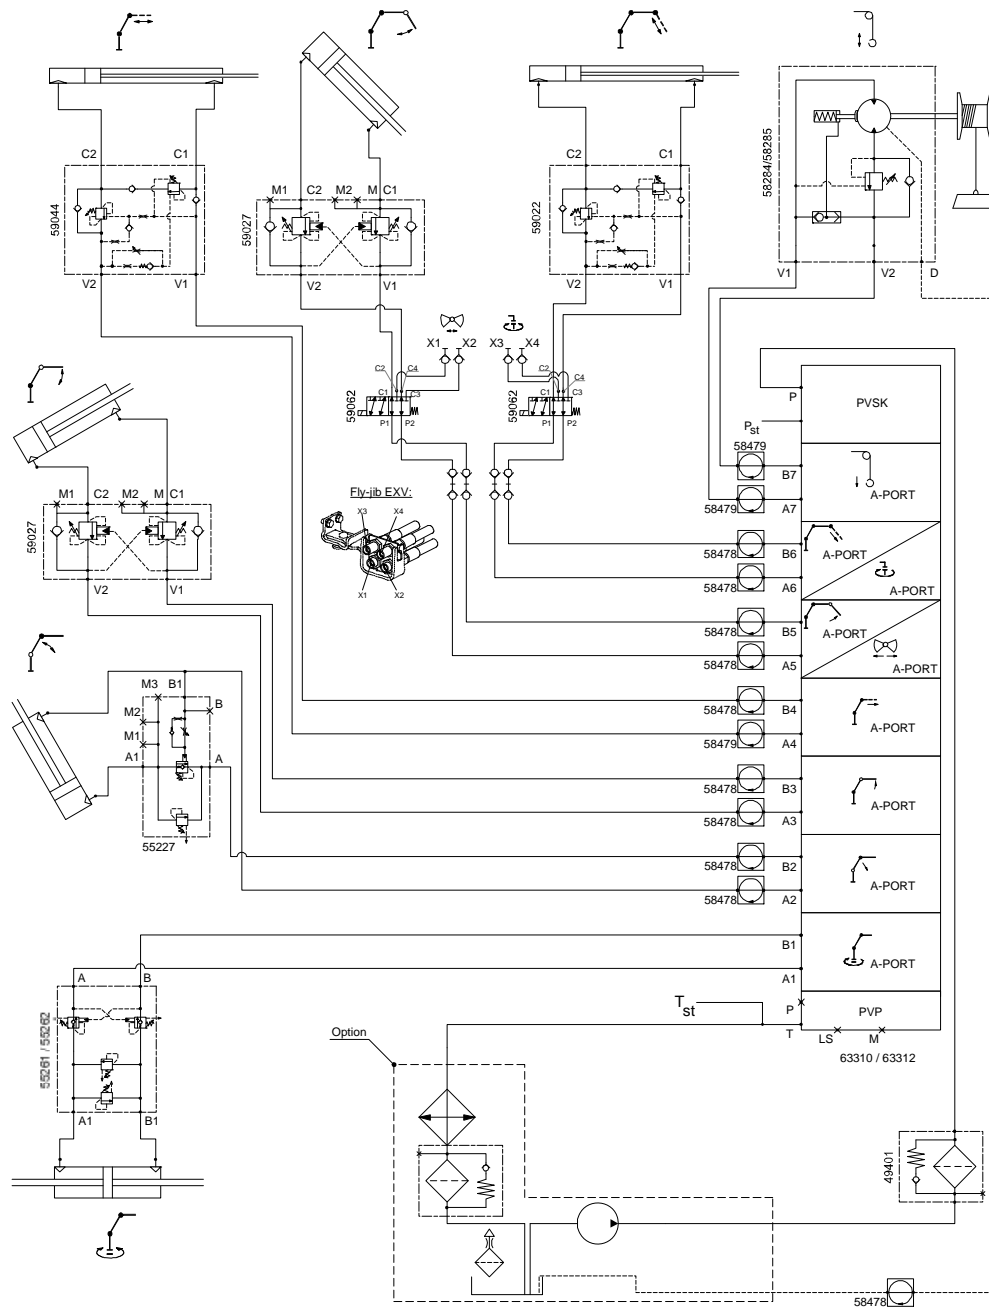 C2 C1
59044
V2 V1
M1 C2 M2 M C1
59027
V2 V1
C2 C1
59022
V2 V1
58284/58285
V1 V2 D
X1 X2 X3 X4
C2 C4
C1 C3
59062
P1 P2
C2 C4
C1 C3
59062
P1 P2
Fly-jib EXV:
X3 X4
X1 X2
M1 C2 M2 M C1
59027
V2 V1
M3 B1
B
M2
M1
A1 A
55227
P PVSK
Pst
58479
B7
A-PORT
58479 A7
58478 B6
A-PORT
58478 A6
A-PORT
58478 B5
A-PORT
58478 A5
A-PORT
58478 B4
A-PORT
58479 A4
58478 B3
A-PORT
58478 A3
58478 B2
A-PORT
58478 A2
B1
A-PORT
A1
Tst
P PVP
T
LS M
63310 / 63312
A B
55261 / 55262
A1 B1
Option
49401
58478